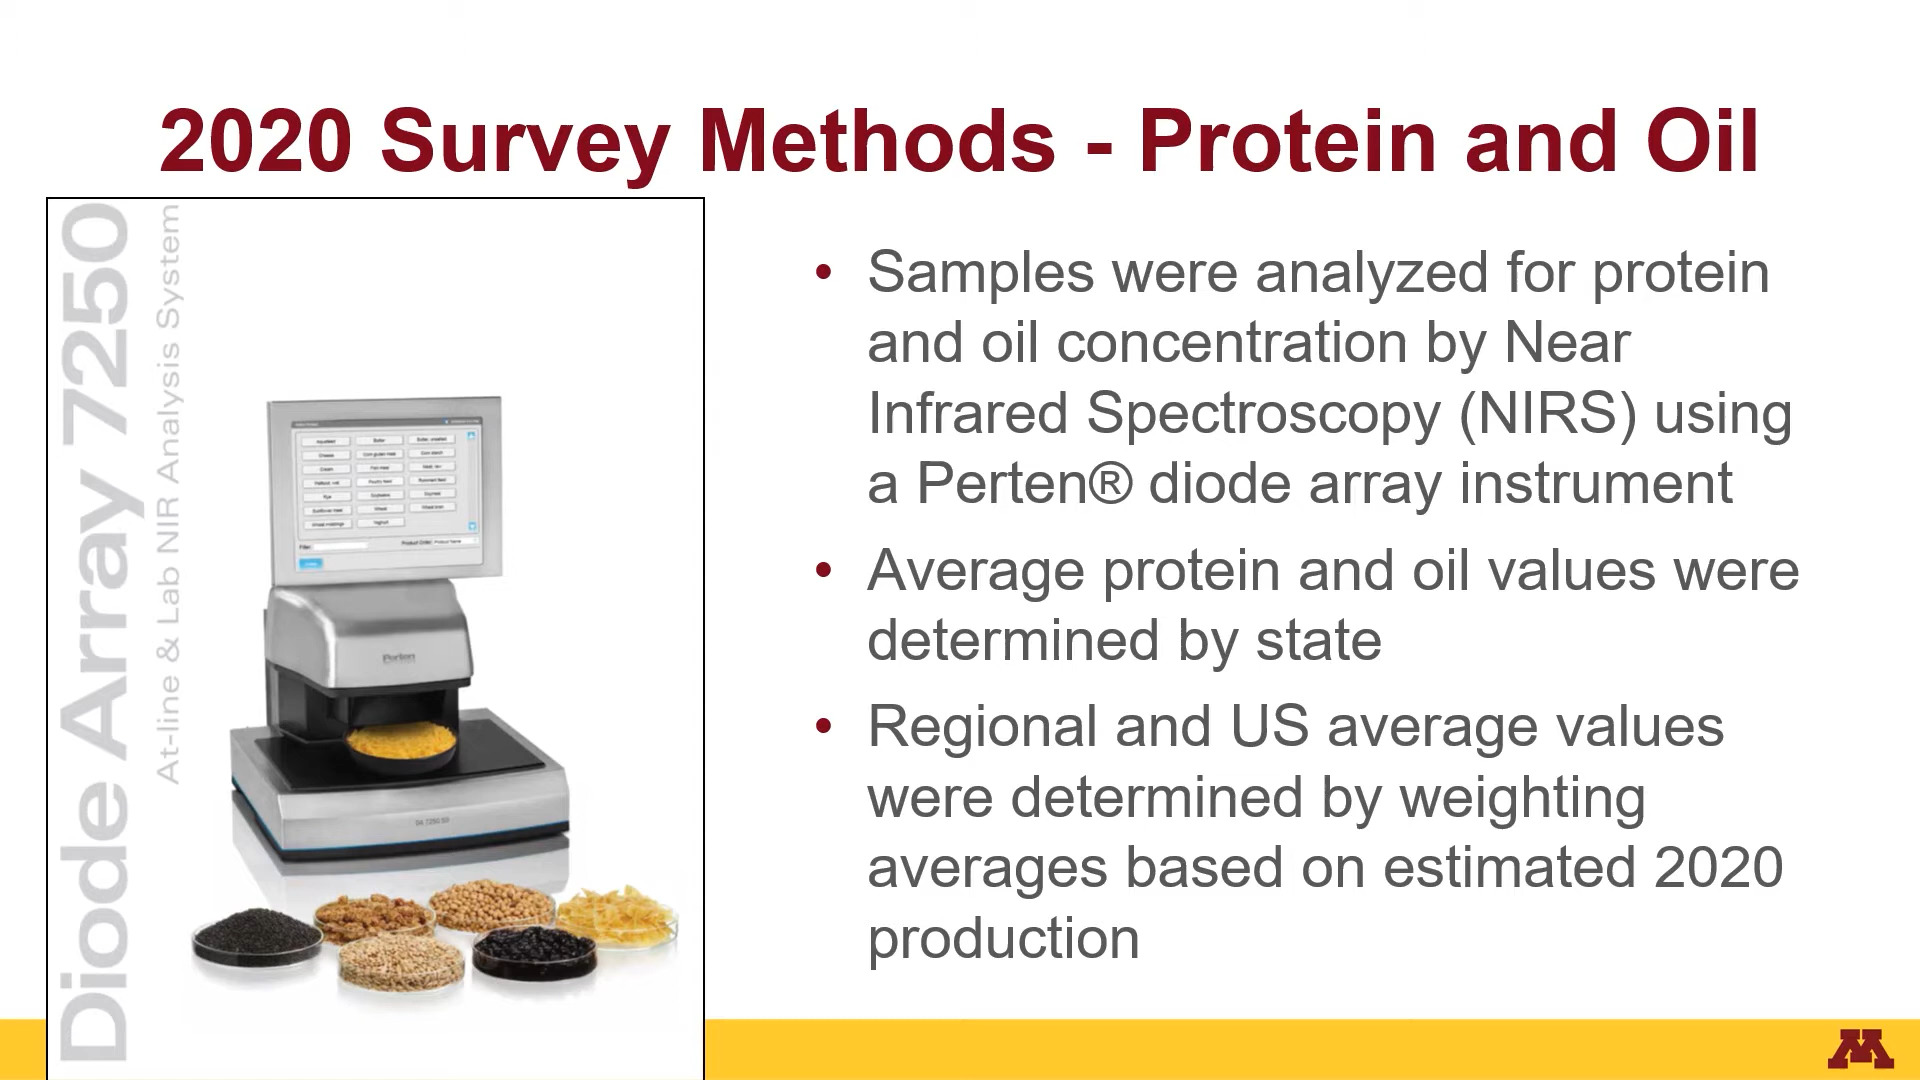 2020 Survey Methods - Protein and Oil
Diode Array 7250
At-line & Lab NIR Analysis System
Perten
• Samples were analyzed for protein
and oil concentration by Near
Infrared Spectroscopy (NIRS) using
a Perten® diode array instrument
• Average protein and oil values were
determined by state
• Regional and US average values
were determined by weighting
averages based on estimated 2020
production
M